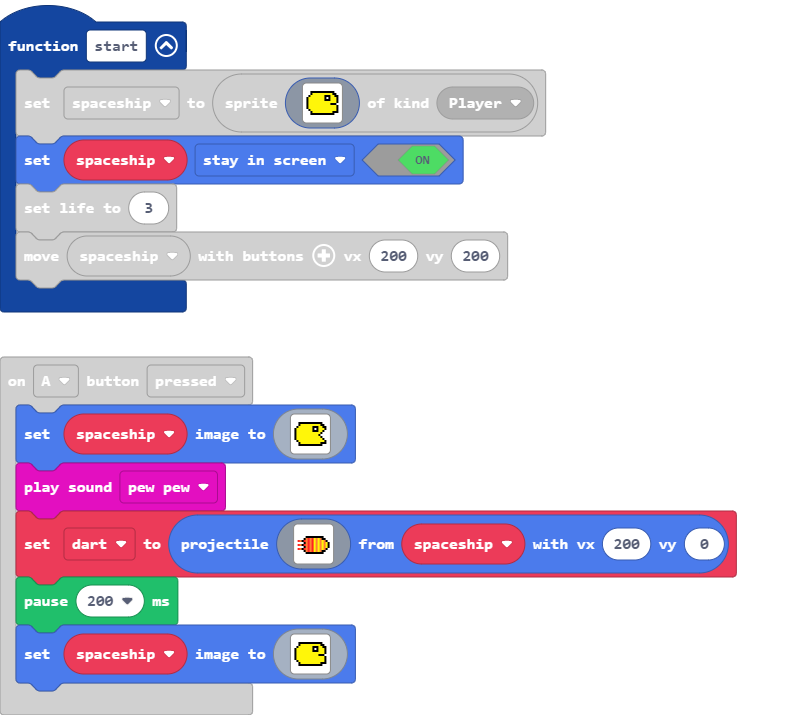 function start
set spaceship to sprite of kind Player
set spaceship stay in screen ON
set life to 3
move spaceship with buttons vx 200 vy 200
on A button pressed
set spaceship image to
play sound pew pew
set dart to projectile from spaceship with vx 200 vy 0
pause 200 ms
set spaceship image to